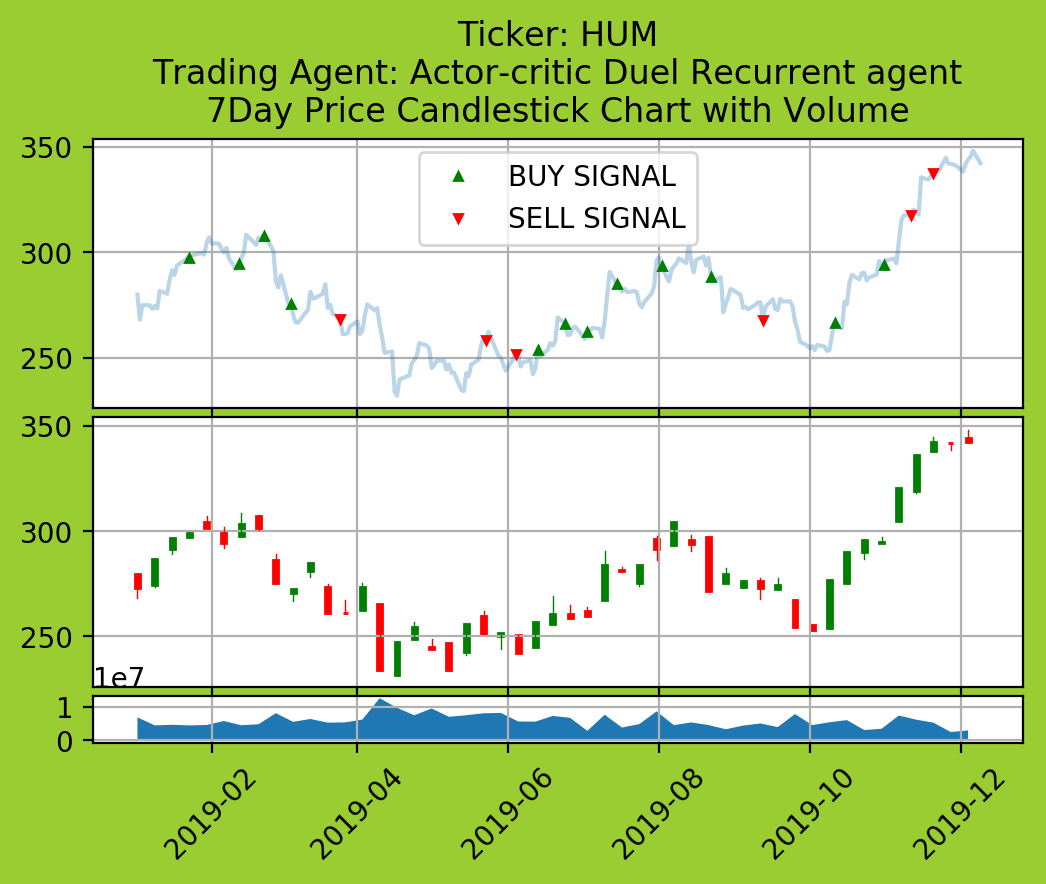 Ticker: HUM
Trading Agent: Actor-critic Duel Recurrent agent
7Day Price Candlestick Chart with Volume
350
300
250
BUY SIGNAL
SELL SIGNAL
350
300
250
1e7
1
0
2019-02
2019-04
2019-06
2019-08
2019-10
2019-12